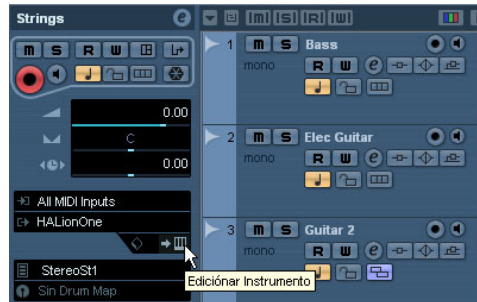 Strings
e
M S R W
M S R W
0.00
C
0.00
All MIDI Inputs
HALionOne
StereoSt1
Sin Drum Map
Ediciónar Instrumento
1 M S Bass
mono R W e
2 M S Elec Guitar
mono R W e
3 M S Guitar 2
mono R W e